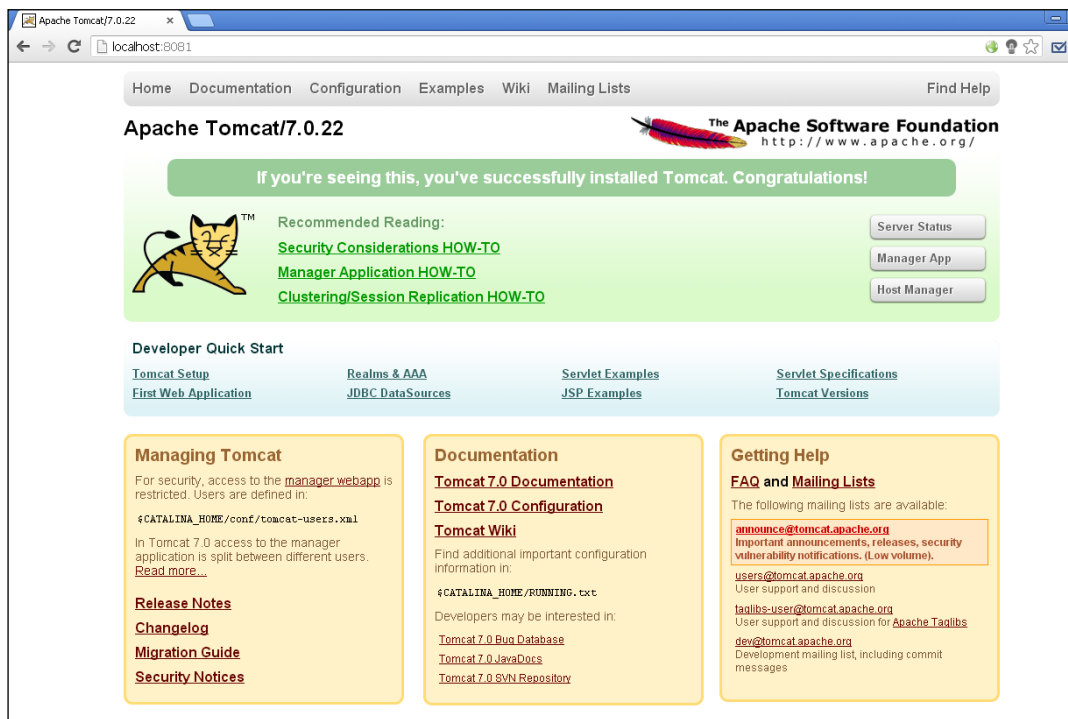 Apache Tomcat/7.0.22
localhost:8081
Home Documentation Configuration Examples Wiki Mailing Lists Find Help
Apache Tomcat/7.0.22
The Apache Software Foundation
http://www.apache.org/
If you're seeing this, you've successfully installed Tomcat. Congratulations!
TM
Recommended Reading:
Security Considerations HOW-TO
Manager Application HOW-TO
Clustering/Session Replication HOW-TO
Server Status
Manager App
Host Manager
Developer Quick Start
Tomcat Setup Realms & AAA Servlet Examples Servlet Specifications
First Web Application JDBC DataSources JSP Examples Tomcat Versions
Managing Tomcat
For security, access to the manager webapp is
restricted. Users are defined in:
$CATALINA_HOME/conf/tomcat-users.xml
In Tomcat 7.0 access to the manager
application is split between different users.
Read more...
Release Notes
Changelog
Migration Guide
Security Notices
Documentation
Tomcat 7.0 Documentation
Tomcat 7.0 Configuration
Tomcat Wiki
Find additional important configuration
information in:
$CATALINA_HOME/RUNNING.txt
Developers may be interested in:
Tomcat 7.0 Bug Database
Tomcat 7.0 JavaDocs
Tomcat 7.0 SVN Repository
Getting Help
FAQ and Mailing Lists
The following mailing lists are available:
announce@tomcat.apache.org
Important announcements, releases, security
vulnerability notifications. (Low volume).
users@tomcat.apache.org
User support and discussion
taglibs-user@tomcat.apache.org
User support and discussion for Apache Taglibs
dev@tomcat.apache.org
Development mailing list, including commit
messages